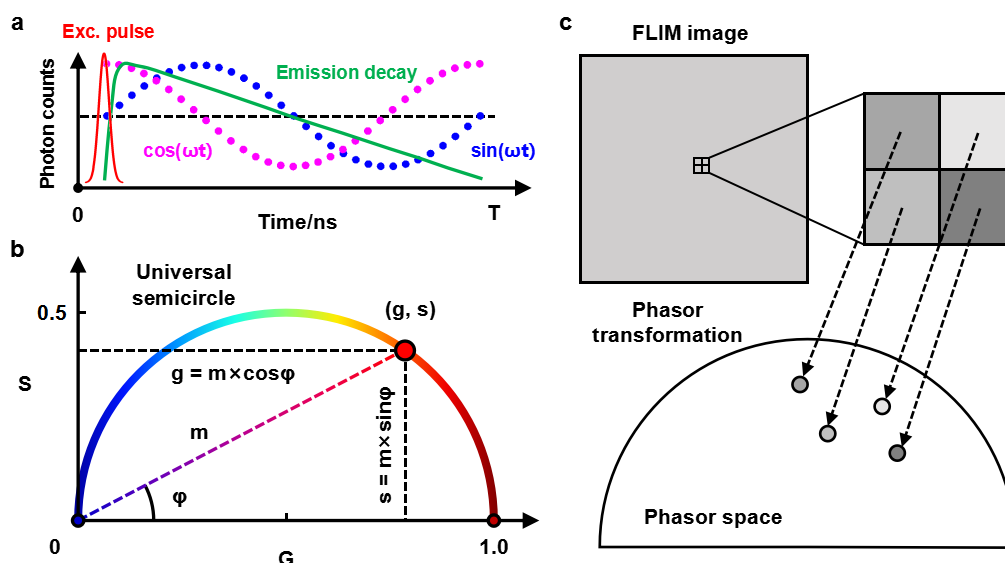 a
Exc. pulse
Emission decay
Photon counts
cos(ωt)
sin(ωt)
0
Time/ns
T
b
Universal
semicircle
0.5
(g, s)
g = m×cosφ
S
m
s = m×sinφ
φ
0
G
1.0
c
FLIM image
Phasor
transformation
Phasor space